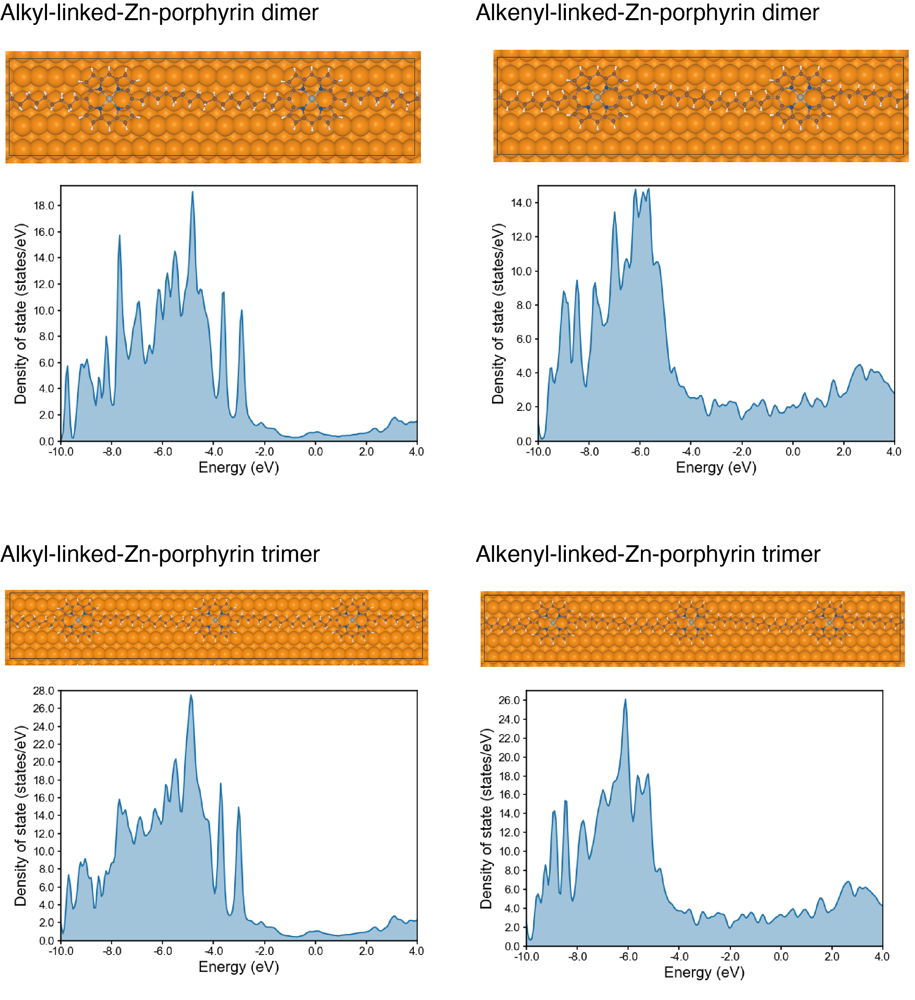 Alkyl-linked-Zn-porphyrin dimer
Alkenyl-linked-Zn-porphyrin dimer
Density of state (states/eV)
18.0
16.0
14.0
12.0
10.0
8.0
6.0
4.0
2.0
0.0
-10.0 -8.0 -6.0 -4.0 -2.0 0.0 2.0 4.0
Energy (eV)
Density of state (states/eV)
14.0
12.0
10.0
8.0
6.0
4.0
2.0
0.0
-10.0 -8.0 -6.0 -4.0 -2.0 0.0 2.0 4.0
Energy (eV)
Alkyl-linked-Zn-porphyrin trimer
Alkenyl-linked-Zn-porphyrin trimer
Density of state (states/eV)
28.0
26.0
24.0
22.0
20.0
18.0
16.0
14.0
12.0
10.0
8.0
6.0
4.0
2.0
0.0
-10.0 -8.0 -6.0 -4.0 -2.0 0.0 2.0 4.0
Energy (eV)
Density of state (states/eV)
26.0
24.0
22.0
20.0
18.0
16.0
14.0
12.0
10.0
8.0
6.0
4.0
2.0
0.0
-10.0 -8.0 -6.0 -4.0 -2.0 0.0 2.0 4.0
Energy (eV)